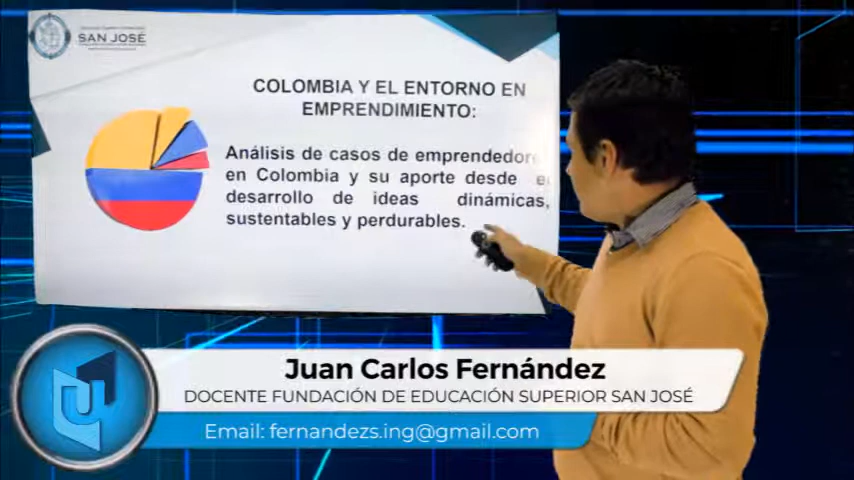 SAN JOSÉ
COLOMBIA Y EL ENTORNO EN
EMPRENDIMIENTO:
Análisis de casos de emprendedor
en Colombia y su aporte desde e
desarrollo de ideas dinámicas,
sustentables y perdurables.
Juan Carlos Fernández
DOCENTE FUNDACIÓN DE EDUCACIÓN SUPERIOR SAN JOSÉ
Email: fernandezs.ing@gmail.com